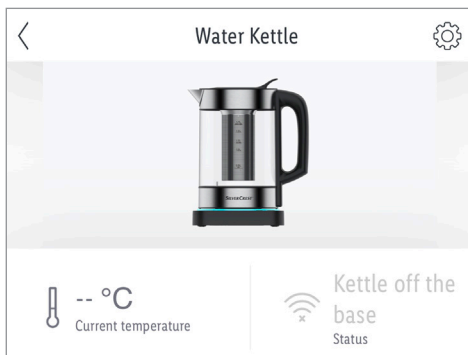 Water Kettle
SilverCrest
-- °C
Current temperature
Kettle off the
base
Status